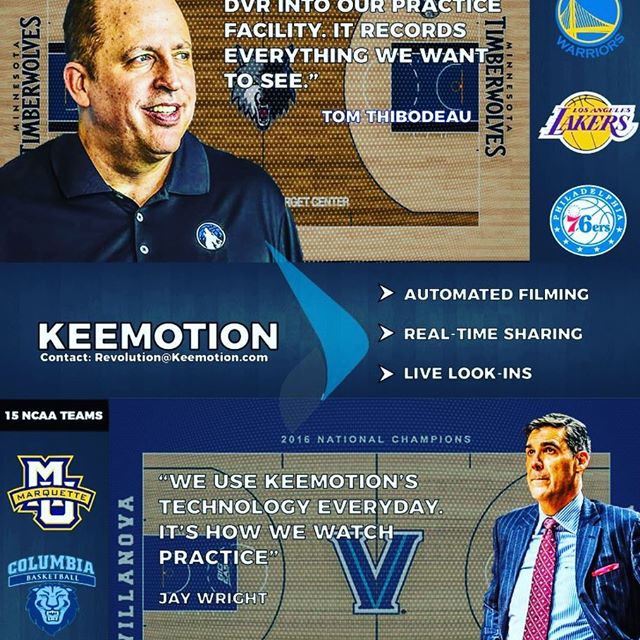 DVR INTO OUR PRACTICE
FACILITY. IT RECORDS
EVERYTHING WE WANT
TO SEE."
TOM THIBODEAU
MINNESOTA
TIMBERWOLVES
MINNESOTA
TIMBERWOLVES
RGET CENTER
WARRIORS
LOS ANGELES
LAKERS
PHILADELPHIA
76ers
KEEMOTION
Contact: Revolution@Keemotion.com
AUTOMATED FILMING
REAL-TIME SHARING
LIVE LOOK-INS
15 NCAA TEAMS
MU
MARQUETTE
COLUMBIA
BASKETBALL
2016 NATIONAL CHAMPIONS
VILLANOVA
"WE USE KEEMOTION'S
TECHNOLOGY EVERYDAY.
IT'S HOW WE WATCH
PRACTICE"
JAY WRIGHT
V